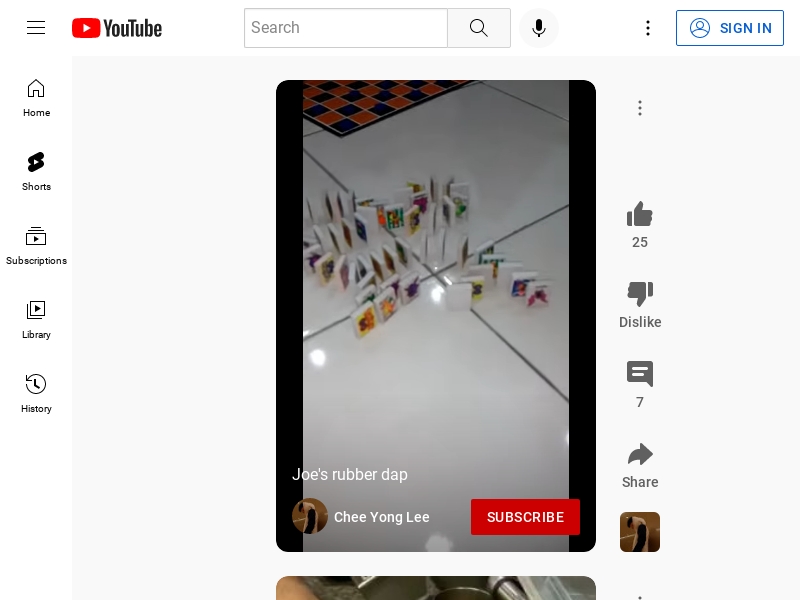 YouTube
Search
SIGN IN
Home
Shorts
Subscriptions
Library
History
Joe's rubber dap
Chee Yong Lee
SUBSCRIBE
25
Dislike
7
Share